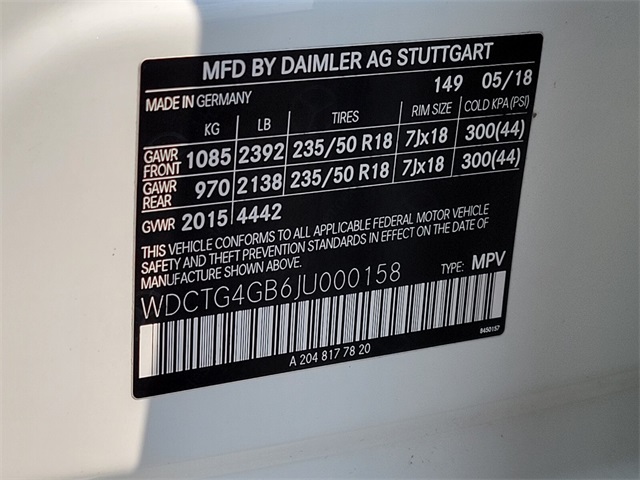 MFD BY DAIMLER AG STUTTGART
149 05/18
MADE IN GERMANY
KG LB TIRES RIM SIZE COLD KPA(PSI)
GAWR FRONT 1085 2392 235/50 R18 7Jx18 300(44)
GAWR REAR 970 2138 235/50 R18 7Jx18 300(44)
GVWR 2015 4442
THIS VEHICLE CONFORMS TO ALL APPLICABLE FEDERAL MOTOR VEHICLE
SAFETY AND THEFT PREVENTION STANDARDS IN EFFECT ON THE DATE OF
MANUFACTURE SHOWN ABOVE.
TYPE: MPV
WDCTG4GB6JU000158
8450157
A 204 817 78 20